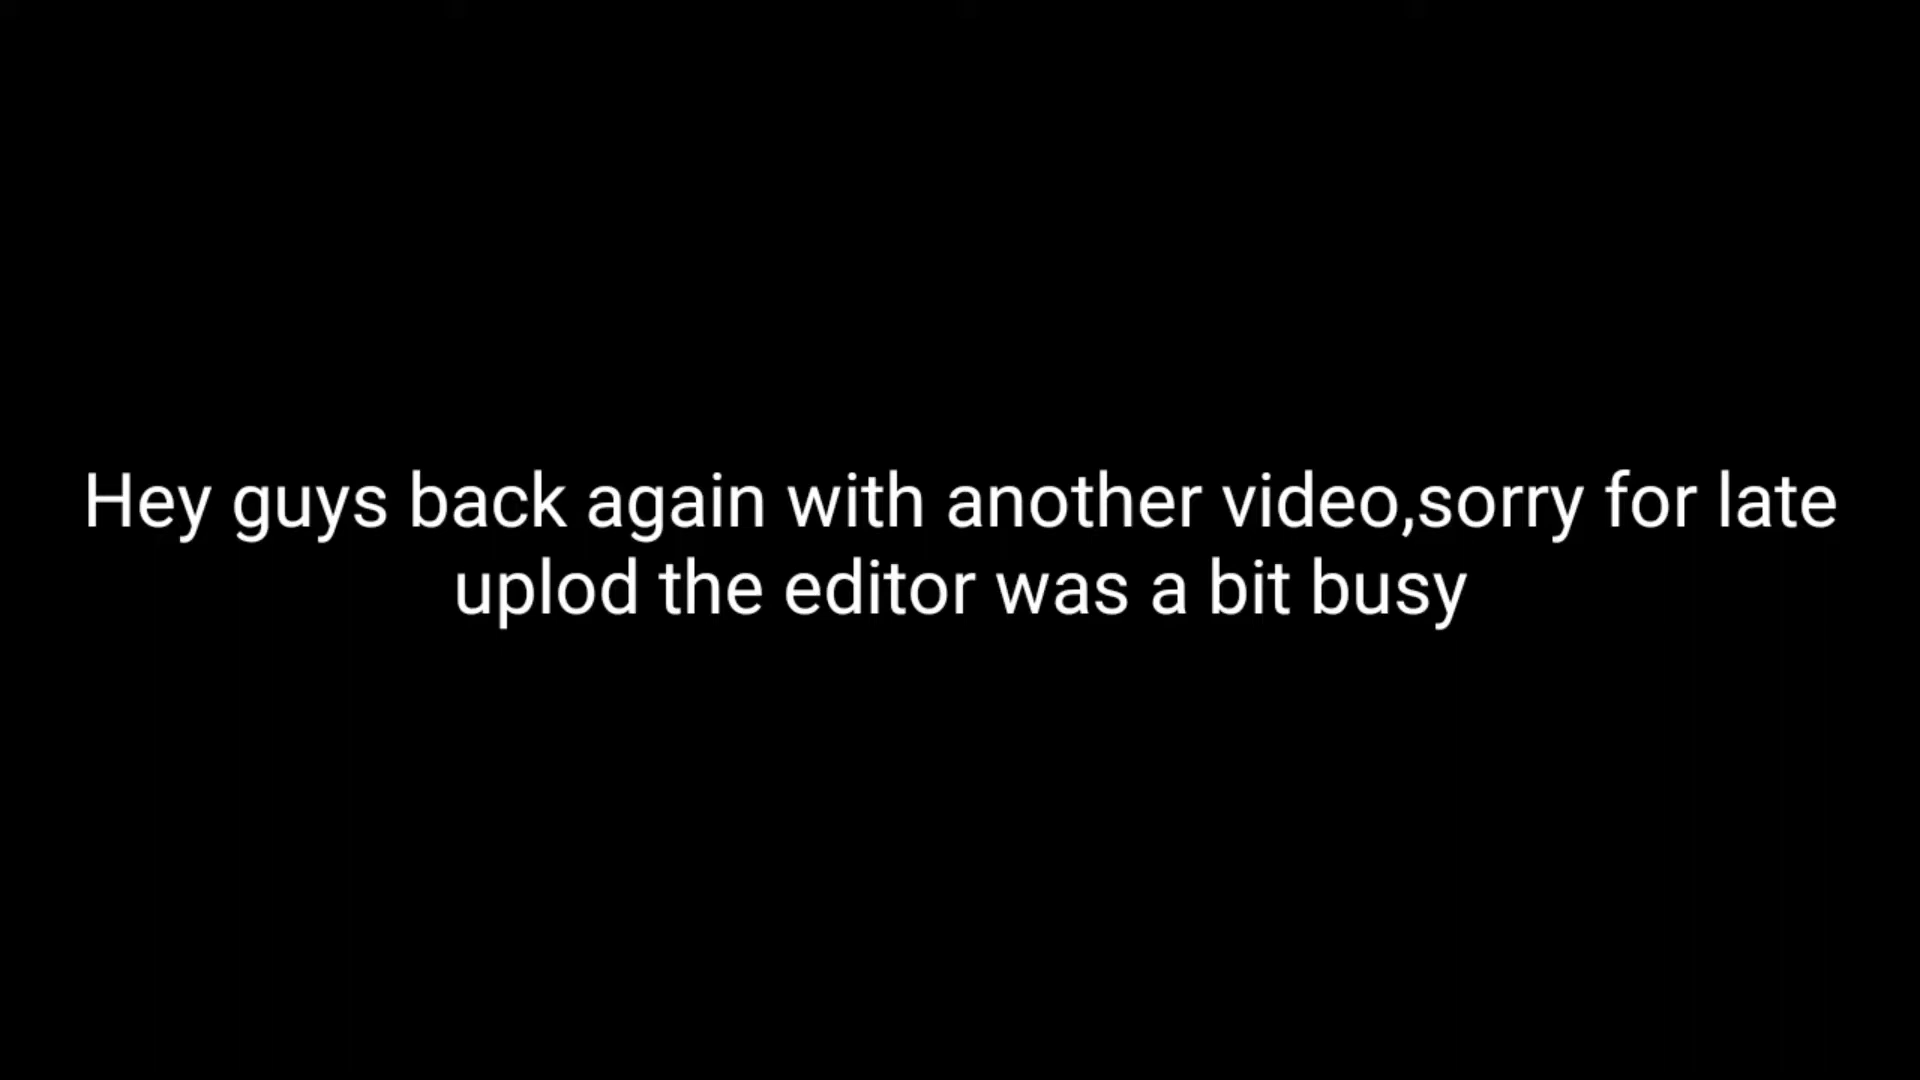 Hey guys back again with another video,sorry for late
uplod the editor was a bit busy